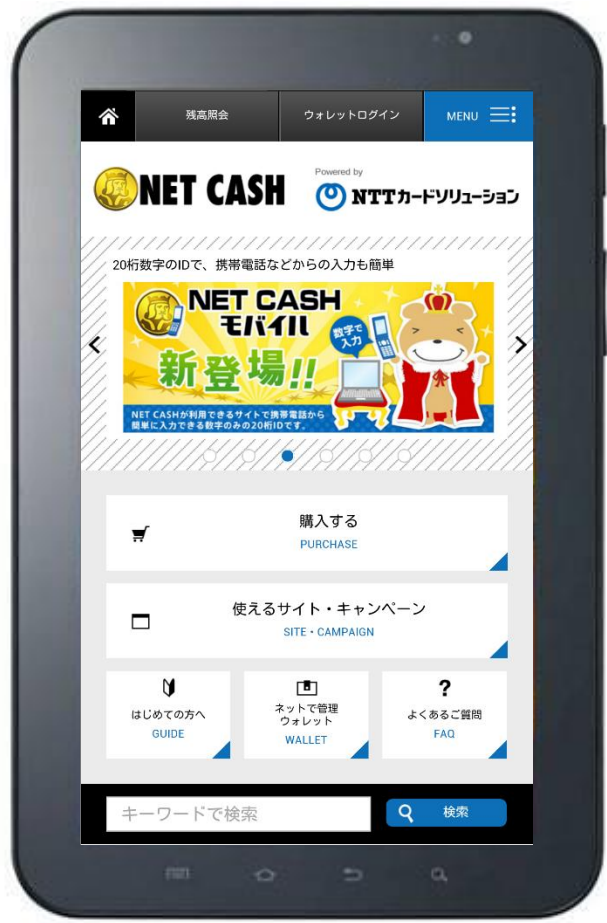 残高照会
ウォレットログイン
MENU
NET CASH
Powered by
NTTカードソリューション
20桁数字のIDで、携帯電話などからの入力も簡単
NET CASH
モバイル
数字で
入力
新登場!!
NET CASHが利用できるサイトで携帯電話から
簡単に入力できる数字のみの20桁IDです。
購入する
PURCHASE
使えるサイト・キャンペーン
SITE・CAMPAIGN
はじめての方へ
GUIDE
ネットで管理
ウォレット
WALLET
?
よくあるご質問
FAQ
キーワードで検索
検索